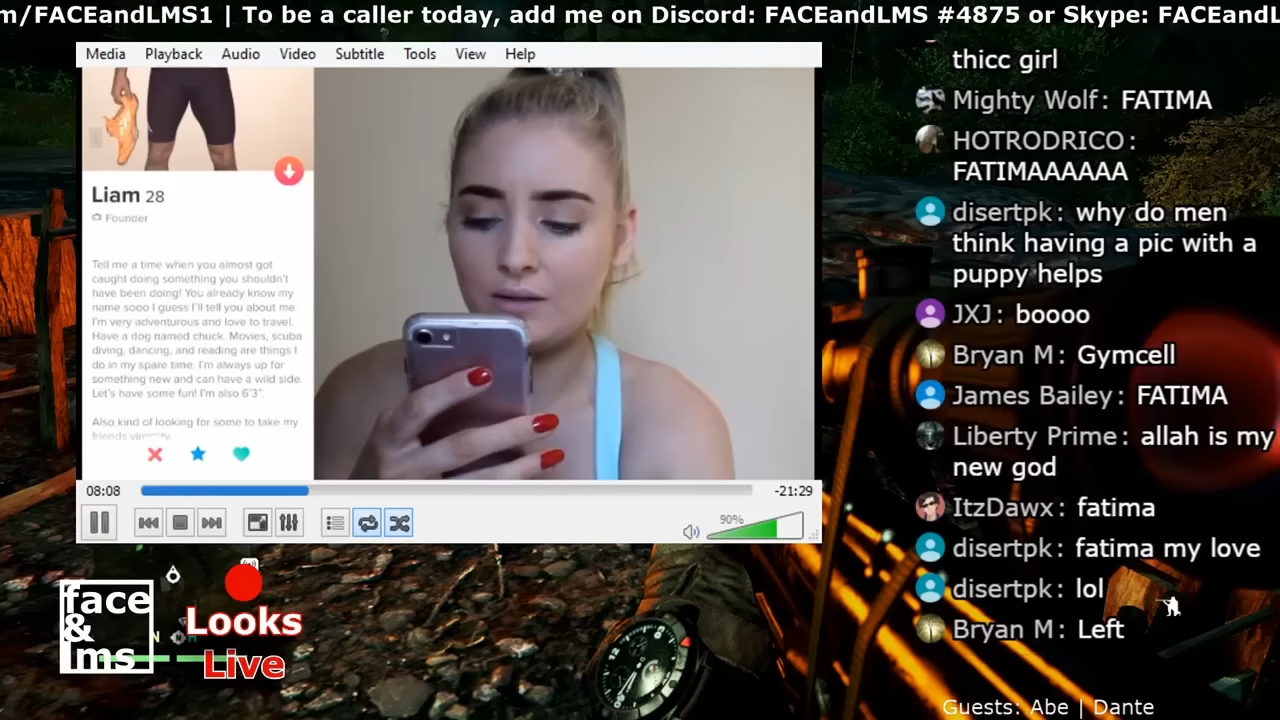 m/FACEandLMS1 | To be a caller today, add me on Discord: FACEandLMS #4875 or Skype: FACEandL
Media Playback Audio Video Subtitle Tools View Help
Liam 28
Founder
Tell me a time when you almost got
caught doing something you shouldn't
have been doing! You already know my
name sooo I guess I'll tell you about me.
I'm very adventurous and love to travel.
Have a dog named chuck. Movies, scuba
diving, dancing, and reading are things I
do in my spare time. I'm always up for
something new and can have a wild side.
Let's have some fun! I'm also 6'3"
Also kind of looking for some to take my
friends virginity.
08:08
-21:29
90%
thicc girl
Mighty Wolf: FATIMA
HOTRODRICO:
FATIMAAAAAA
disertpk: why do men
think having a pic with a
puppy helps
JXJ: boooo
Bryan M: Gymcell
James Bailey: FATIMA
Liberty Prime: allah is my
new god
ItzDawx: fatima
disertpk: fatima my love
disertpk: lol
Bryan M: Left
face
&
lms
Looks
Live
N
Guests: Abe | Dante